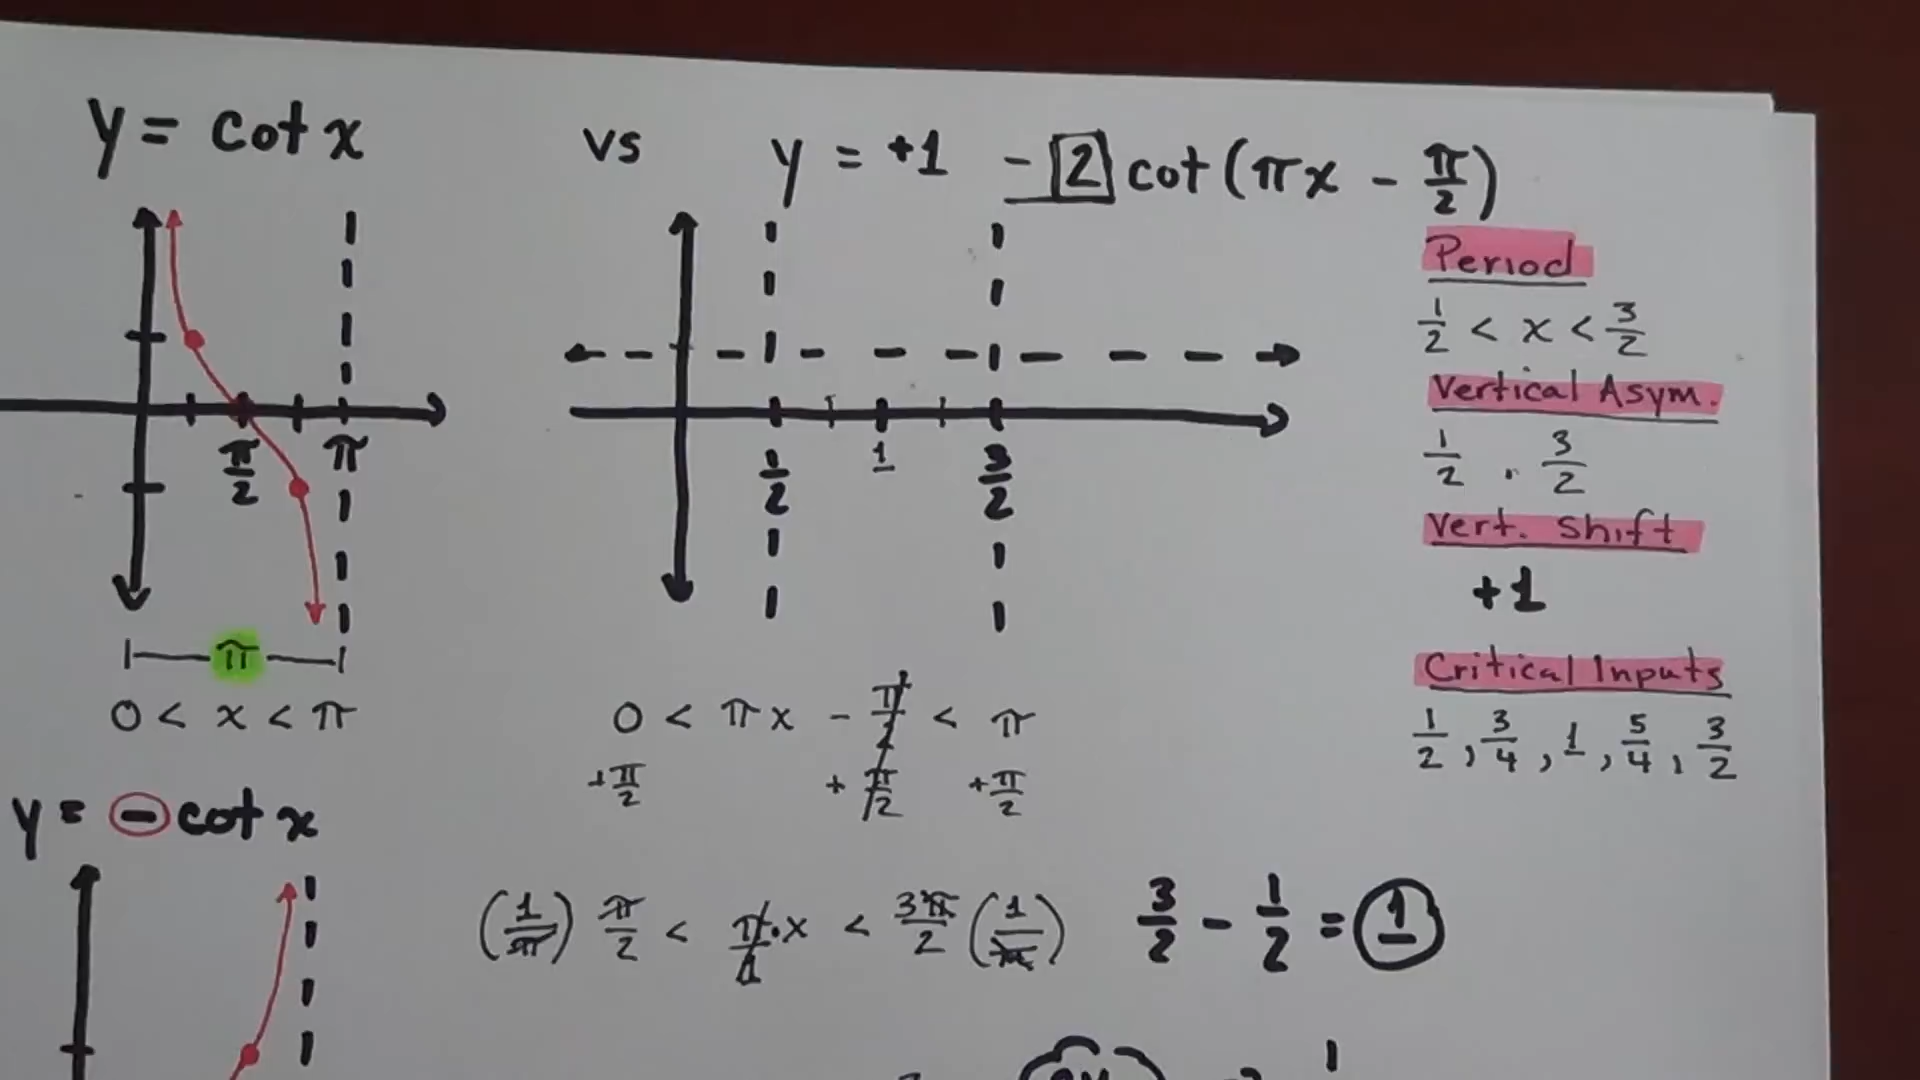 y = cot x vs y = +1 - 2 cot(πx - π/2)
π/2 π
π
0 < x < π
y = - cot x
1/2 1 3/2
0 < πx - π/2 < π
+π/2 + π/2 +π/2
(1/π) π/2 < π/1 · x < 3π/2 (1/π) 3/2 - 1/2 = 1
Period
1/2 < x < 3/2
Vertical Asym.
1/2 . 3/2
Vert. Shift
+1
Critical Inputs
1/2, 3/4, 1, 5/4, 3/2